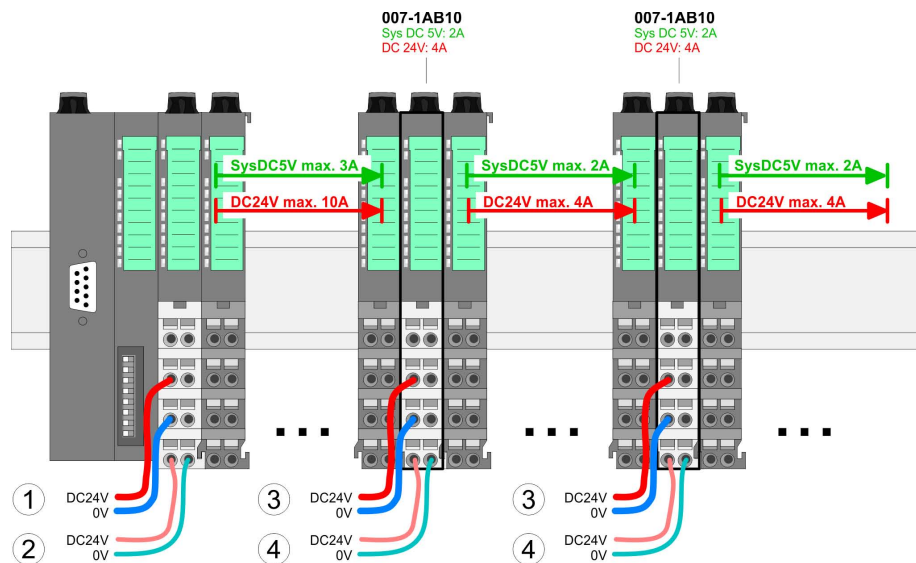 007-1AB10
Sys DC 5V: 2A
DC 24V: 4A
007-1AB10
Sys DC 5V: 2A
DC 24V: 4A
SysDC5V max. 3A
SysDC5V max. 2A
SysDC5V max. 2A
DC24V max. 10A
DC24V max. 4A
DC24V max. 4A
1 DC24V
0V
3 DC24V
0V
3 DC24V
0V
2 DC24V
0V
4 DC24V
0V
4 DC24V
0V